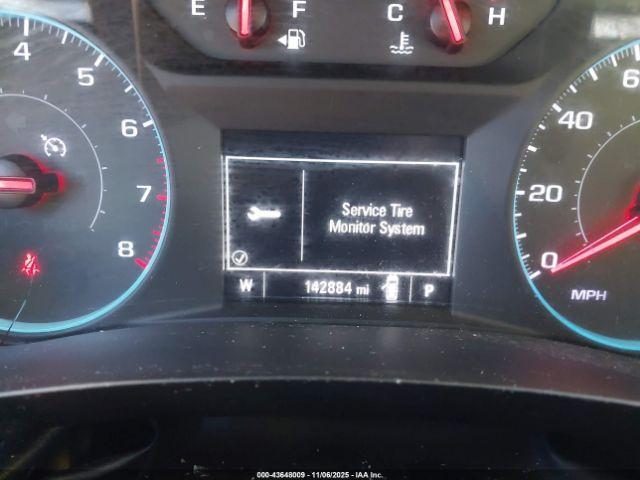 E F C H
4
5
6
7
8
Service Tire
Monitor System
W 142884 mi P
6
40
20
0
MPH
000-43648009 - 11/06/2025 - IAA Inc.